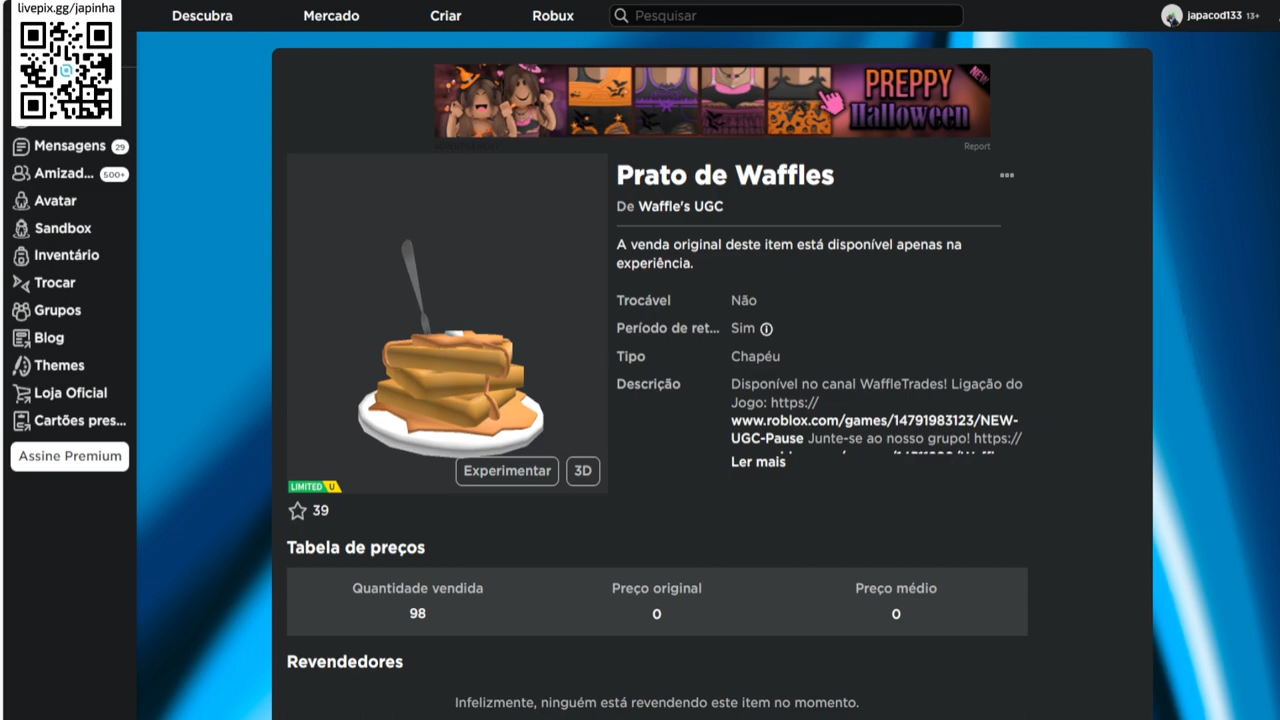 livepix.gg/japinha
Descubra
Mercado
Criar
Robux
Pesquisar
japacod133 13+
Mensagens 29
Amizad... 500+
Avatar
Sandbox
Inventário
Trocar
Grupos
Blog
Themes
Loja Oficial
Cartões pres...
Assine Premium
PREPPY
Halloween
NEW
Report
Prato de Waffles
De Waffle's UGC
A venda original deste item está disponível apenas na
experiência.
Trocável Não
Período de ret... Sim
Tipo Chapéu
Descrição Disponível no canal WaffleTrades! Ligação do
Jogo: https://
www.roblox.com/games/14791983123/NEW-
UGC-Pause Junte-se ao nosso grupo! https://
Ler mais
Experimentar
3D
LIMITED U
39
Tabela de preços
Quantidade vendida Preço original Preço médio
98 0 0
Revendedores
Infelizmente, ninguém está revendendo este item no momento.